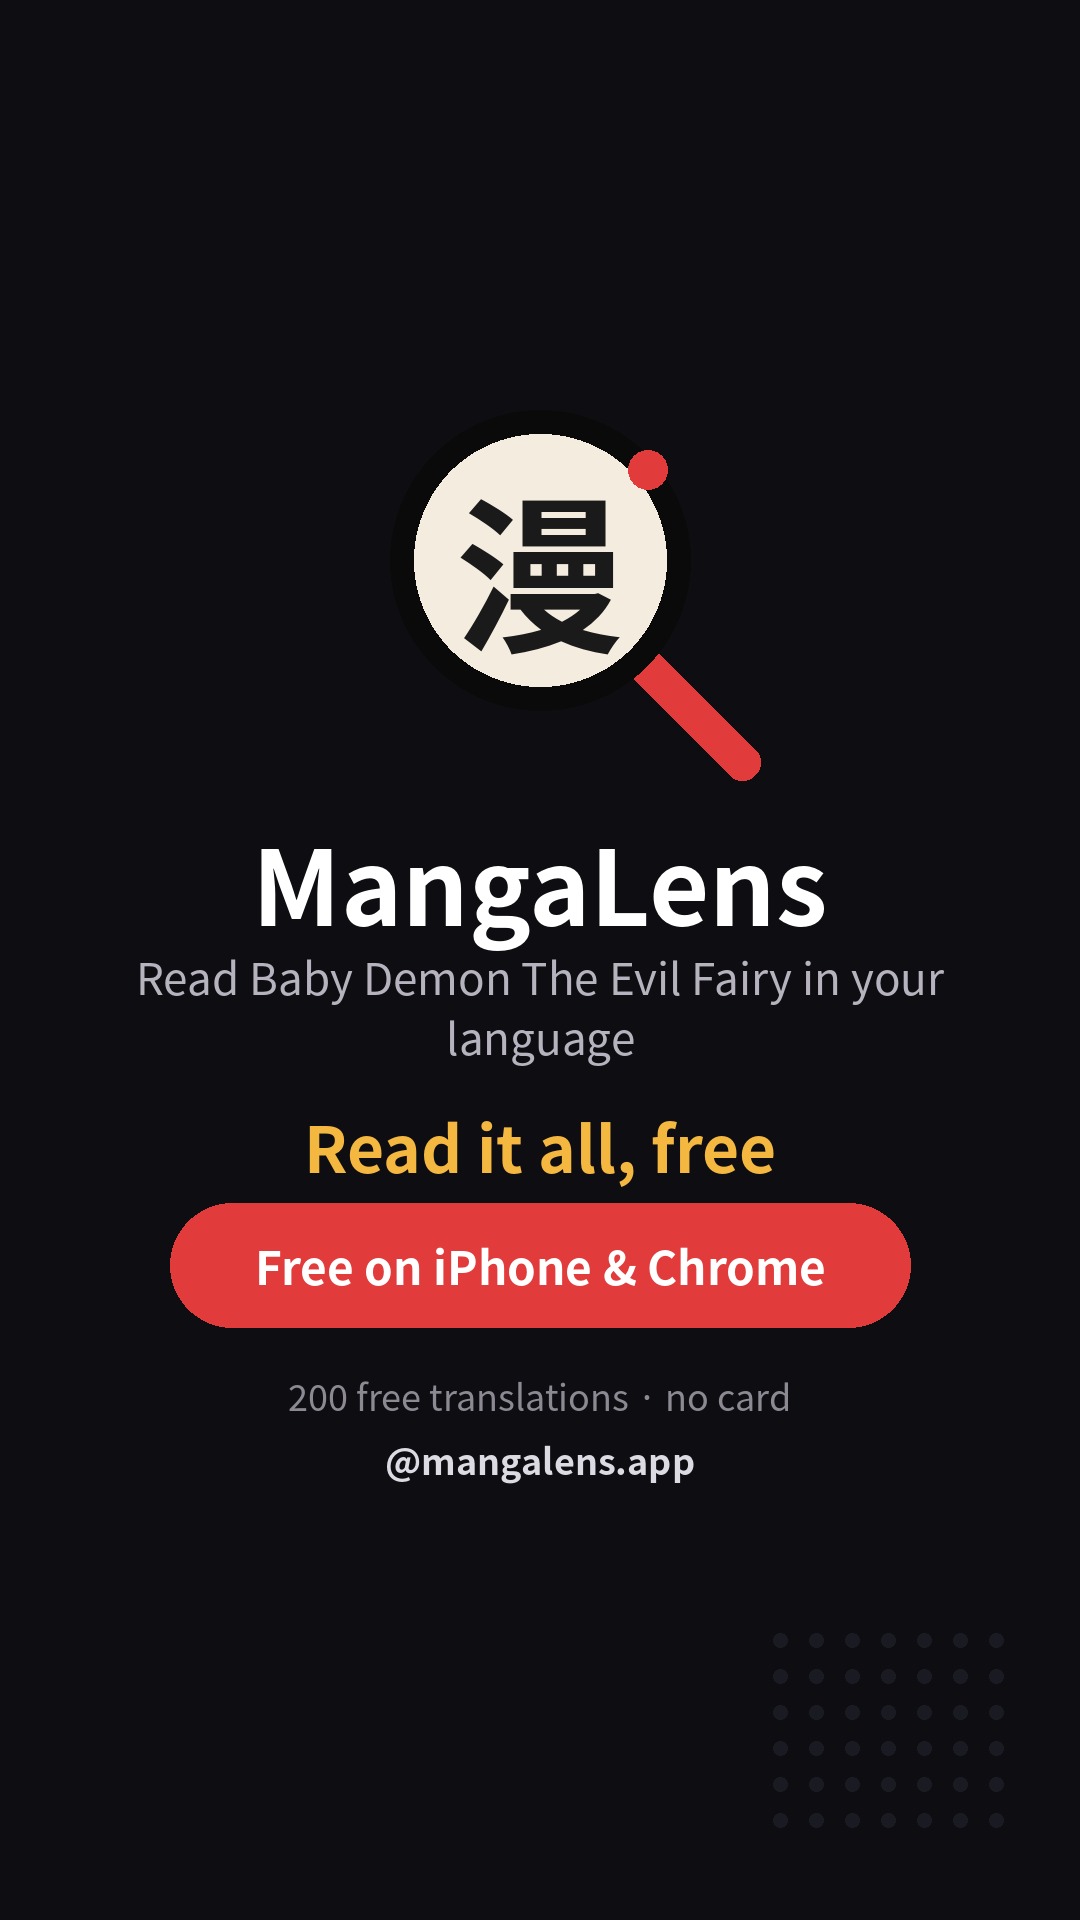 漫
MangaLens
Read Baby Demon The Evil Fairy in your
language
Read it all, free
Free on iPhone & Chrome
200 free translations · no card
@mangalens.app